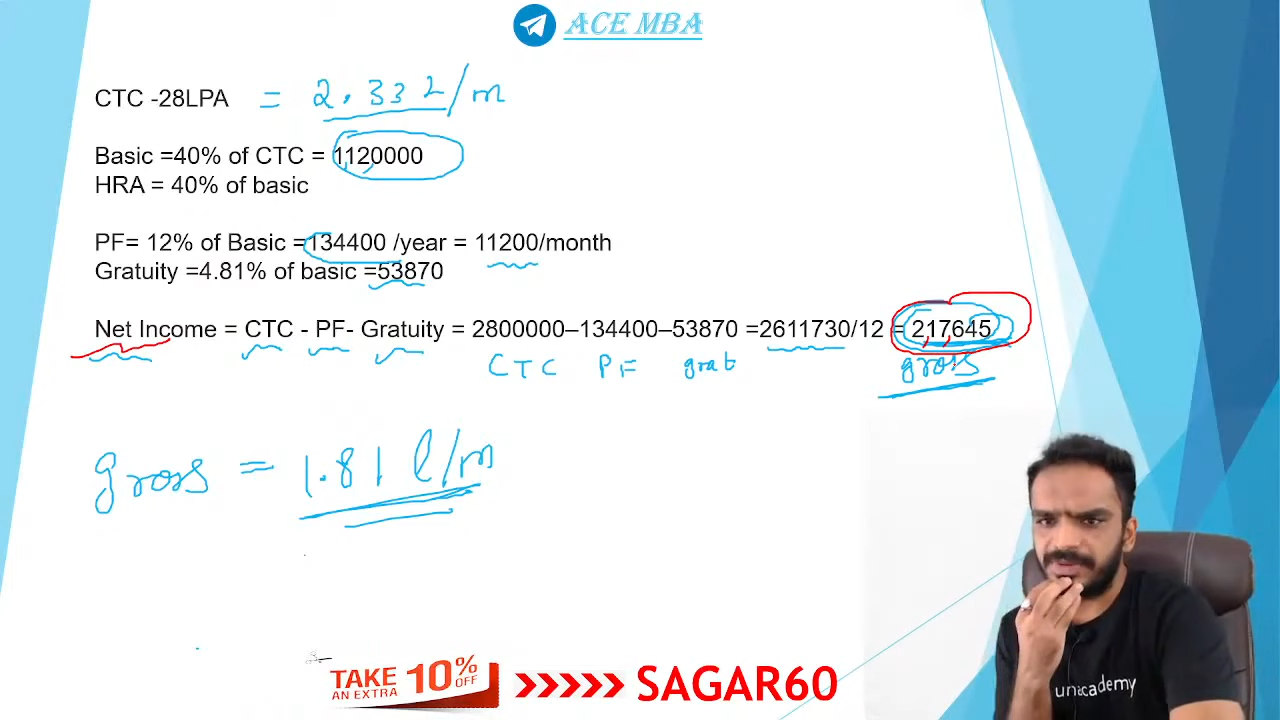 ACE MBA
CTC -28LPA = 2.33 L/m
Basic =40% of CTC = 1120000
HRA = 40% of basic
PF= 12% of Basic =134400 /year = 11200/month
Gratuity =4.81% of basic =53870
Net Income = CTC - PF- Gratuity = 2800000–134400–53870 =2611730/12 = 217645
CTC PF grat gross
gross = 1.81 l/m
TAKE 10% OFF
AN EXTRA
SAGAR60
unacademy